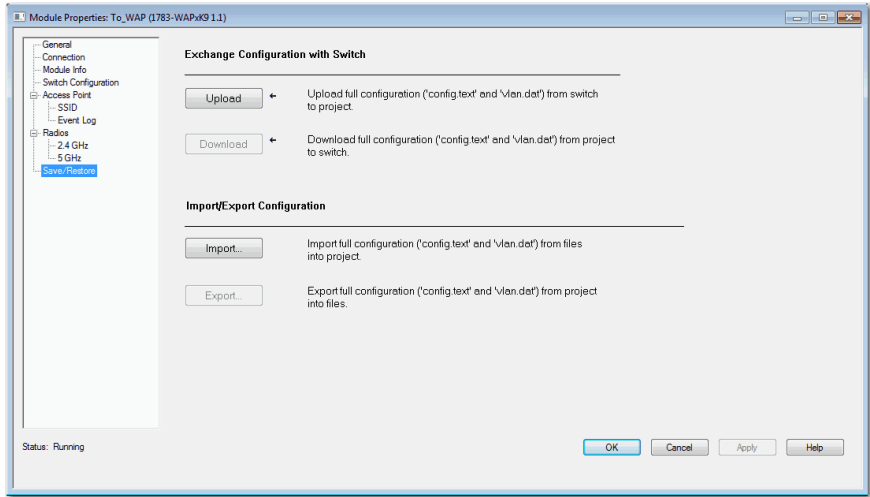 Module Properties: To_WAP (1783-WAPxK9 1.1)
General
Connection
Module Info
Switch Configuration
Access Point
SSID
Event Log
Radios
2.4 GHz
5 GHz
Save/Restore
Exchange Configuration with Switch
Upload
Upload full configuration ('config.text' and 'vlan.dat') from switch
to project.
Download
Download full configuration ('config.text' and 'vlan.dat') from project
to switch.
Import/Export Configuration
Import...
Import full configuration ('config.text' and 'vlan.dat') from files
into project.
Export...
Export full configuration ('config.text' and 'vlan.dat') from project
into files.
Status: Running
OK
Cancel
Apply
Help